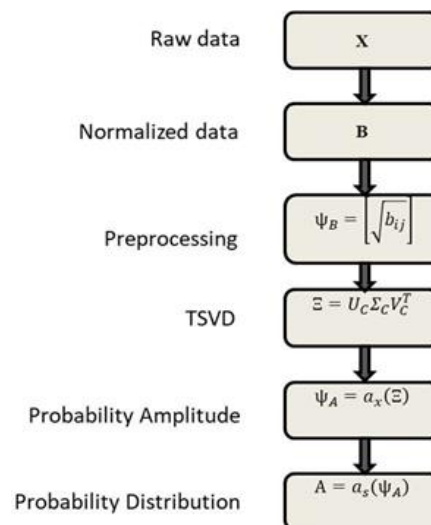 Raw data X
Normalized data B
Preprocessing Ψ_B = [√b_ij]
TSVD Ξ = U_C Σ_C V_C^T
Probability Amplitude Ψ_A = a_x(Ξ)
Probability Distribution A = a_s(Ψ_A)